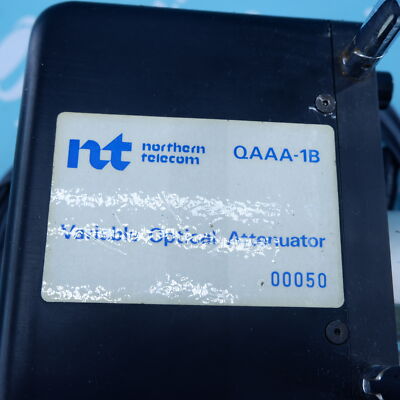 nt northern telecom QAAA-1B
Variable Optical Attenuator
00050